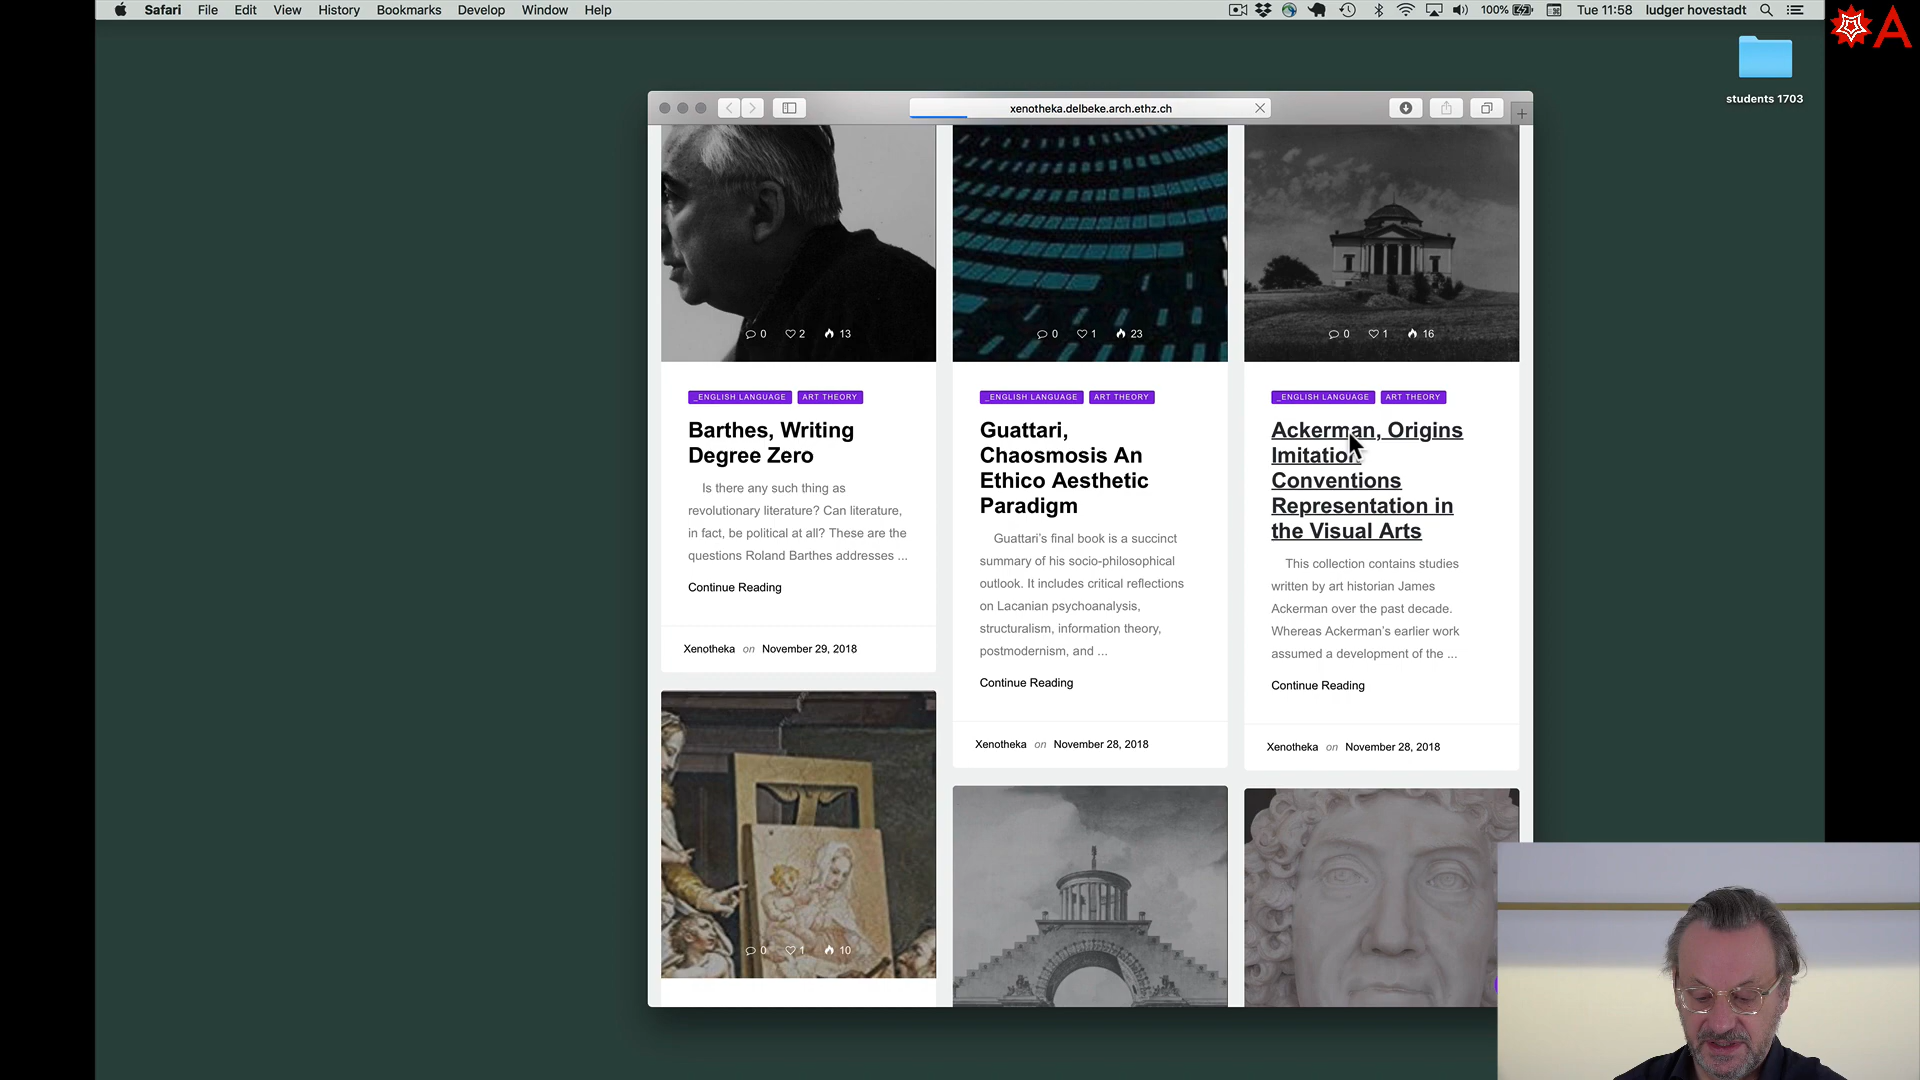 Safari File Edit View History Bookmarks Develop Window Help
100% Tue 11:58 ludger hovestadt
A
students 1703
xenotheka.delbeke.arch.ethz.ch
0 2 13
_ENGLISH LANGUAGE ART THEORY
Barthes, Writing
Degree Zero
Is there any such thing as
revolutionary literature? Can literature,
in fact, be political at all? These are the
questions Roland Barthes addresses ...
Continue Reading
Xenotheka on November 29, 2018
0 1 10
0 1 23
_ENGLISH LANGUAGE ART THEORY
Guattari,
Chaosmosis An
Ethico Aesthetic
Paradigm
Guattari's final book is a succinct
summary of his socio-philosophical
outlook. It includes critical reflections
on Lacanian psychoanalysis,
structuralism, information theory,
postmodernism, and ...
Continue Reading
Xenotheka on November 28, 2018
0 1 16
_ENGLISH LANGUAGE ART THEORY
Ackerman, Origins
Imitation
Conventions
Representation in
the Visual Arts
This collection contains studies
written by art historian James
Ackerman over the past decade.
Whereas Ackerman's earlier work
assumed a development of the ...
Continue Reading
Xenotheka on November 28, 2018